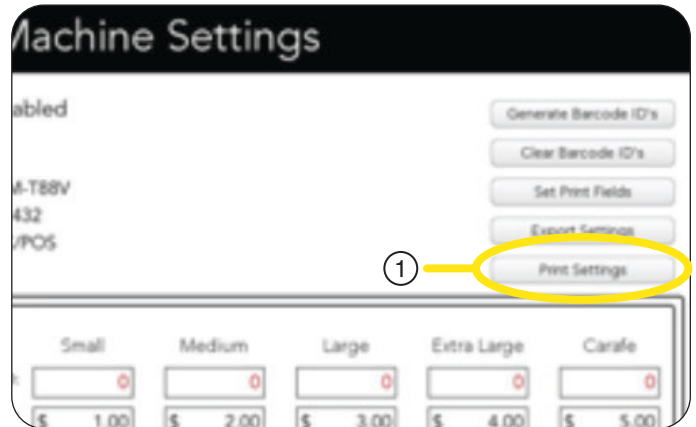 Machine Settings
abled
Generate Barcode ID's
Clear Barcode ID's
M-T88V
Set Print Fields
432
Export Settings
/POS
① Print Settings
Small Medium Large Extra Large Carafe
0 0 0 0 0
$ 1.00 $ 2.00 $ 3.00 $ 4.00 $ 5.00